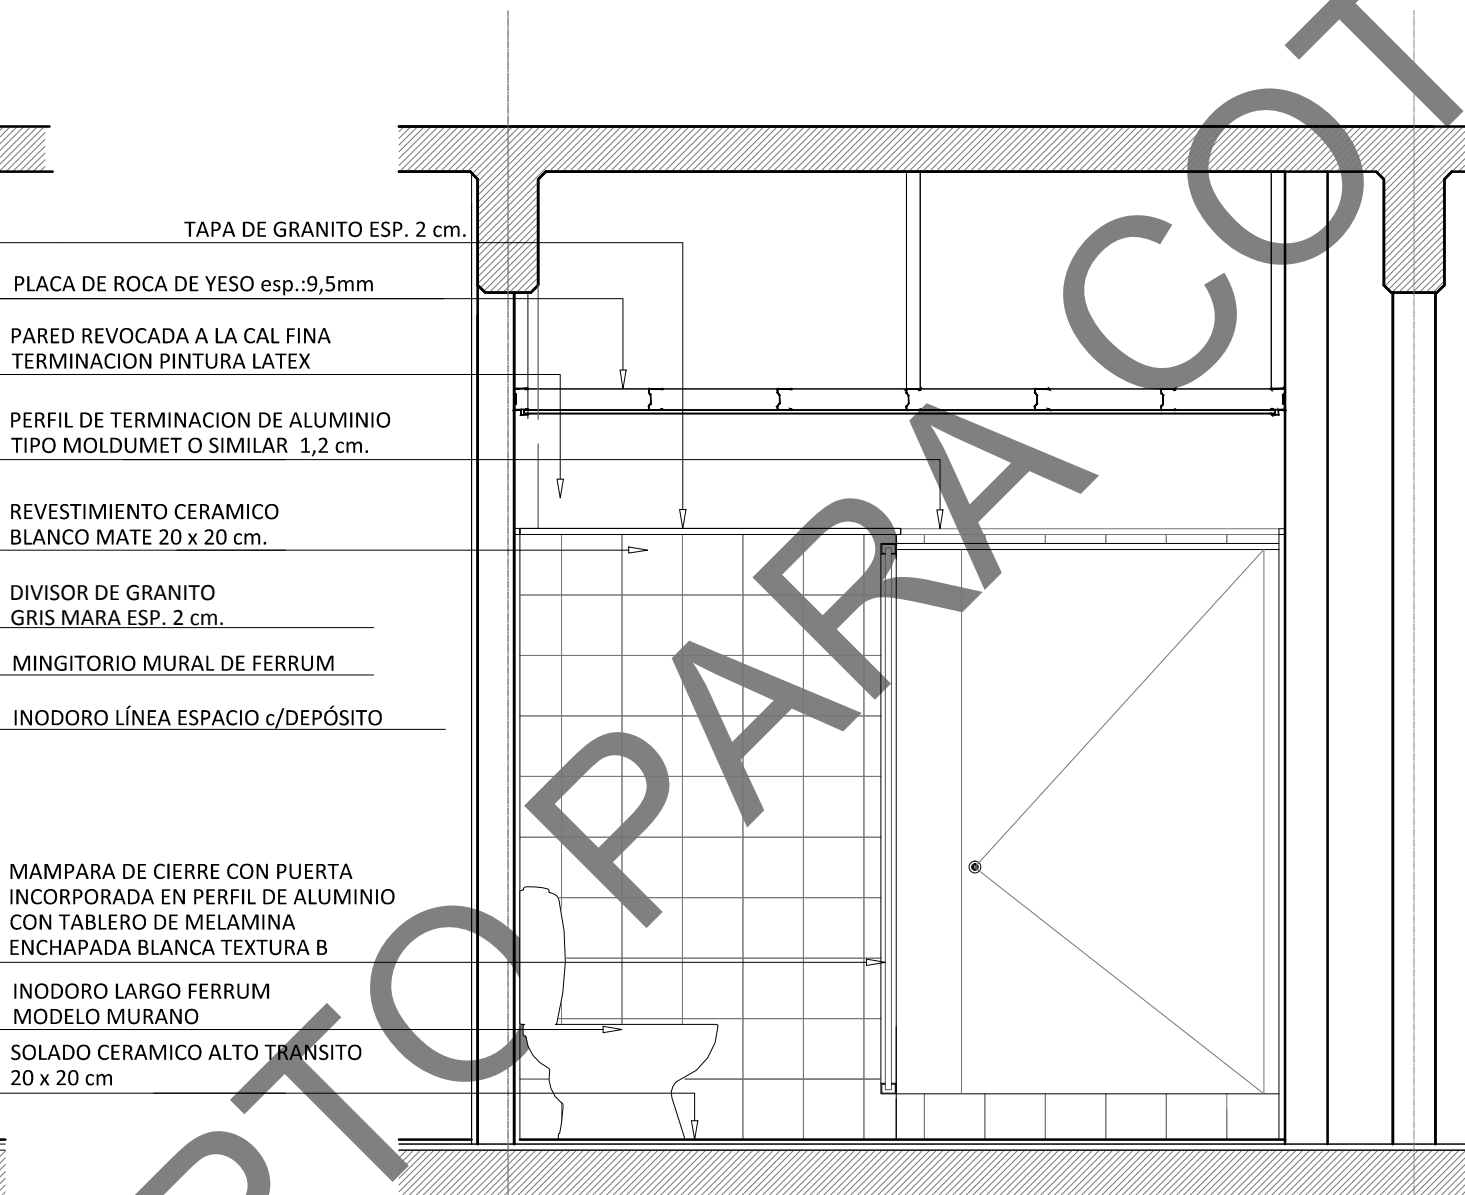 TAPA DE GRANITO ESP. 2 cm.
PLACA DE ROCA DE YESO esp.:9,5mm
PARED REVOCADA A LA CAL FINA
TERMINACION PINTURA LATEX
PERFIL DE TERMINACION DE ALUMINIO
TIPO MOLDUMET O SIMILAR 1,2 cm.
REVESTIMIENTO CERAMICO
BLANCO MATE 20 x 20 cm.
DIVISOR DE GRANITO
GRIS MARA ESP. 2 cm.
MINGITORIO MURAL DE FERRUM
INODORO LÍNEA ESPACIO c/DEPÓSITO
MAMPARA DE CIERRE CON PUERTA
INCORPORADA EN PERFIL DE ALUMINIO
CON TABLERO DE MELAMINA
ENCHAPADA BLANCA TEXTURA B
INODORO LARGO FERRUM
MODELO MURANO
SOLADO CERAMICO ALTO TRANSITO
20 x 20 cm
PTO PARA COT